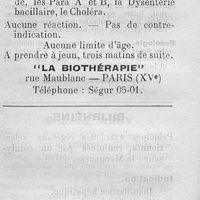 de, les Para A et B, la Dysenterie
bacillaire, le Choléra.
Aucune réaction. — Pas de contre-
indication.
Aucune limite d'âge.
A prendre à jeun, trois matins de suite.
"LA BIOTHÉRAPIE"
rue Maublanc — PARIS (XVe)
Téléphone : Ségur 05-01.